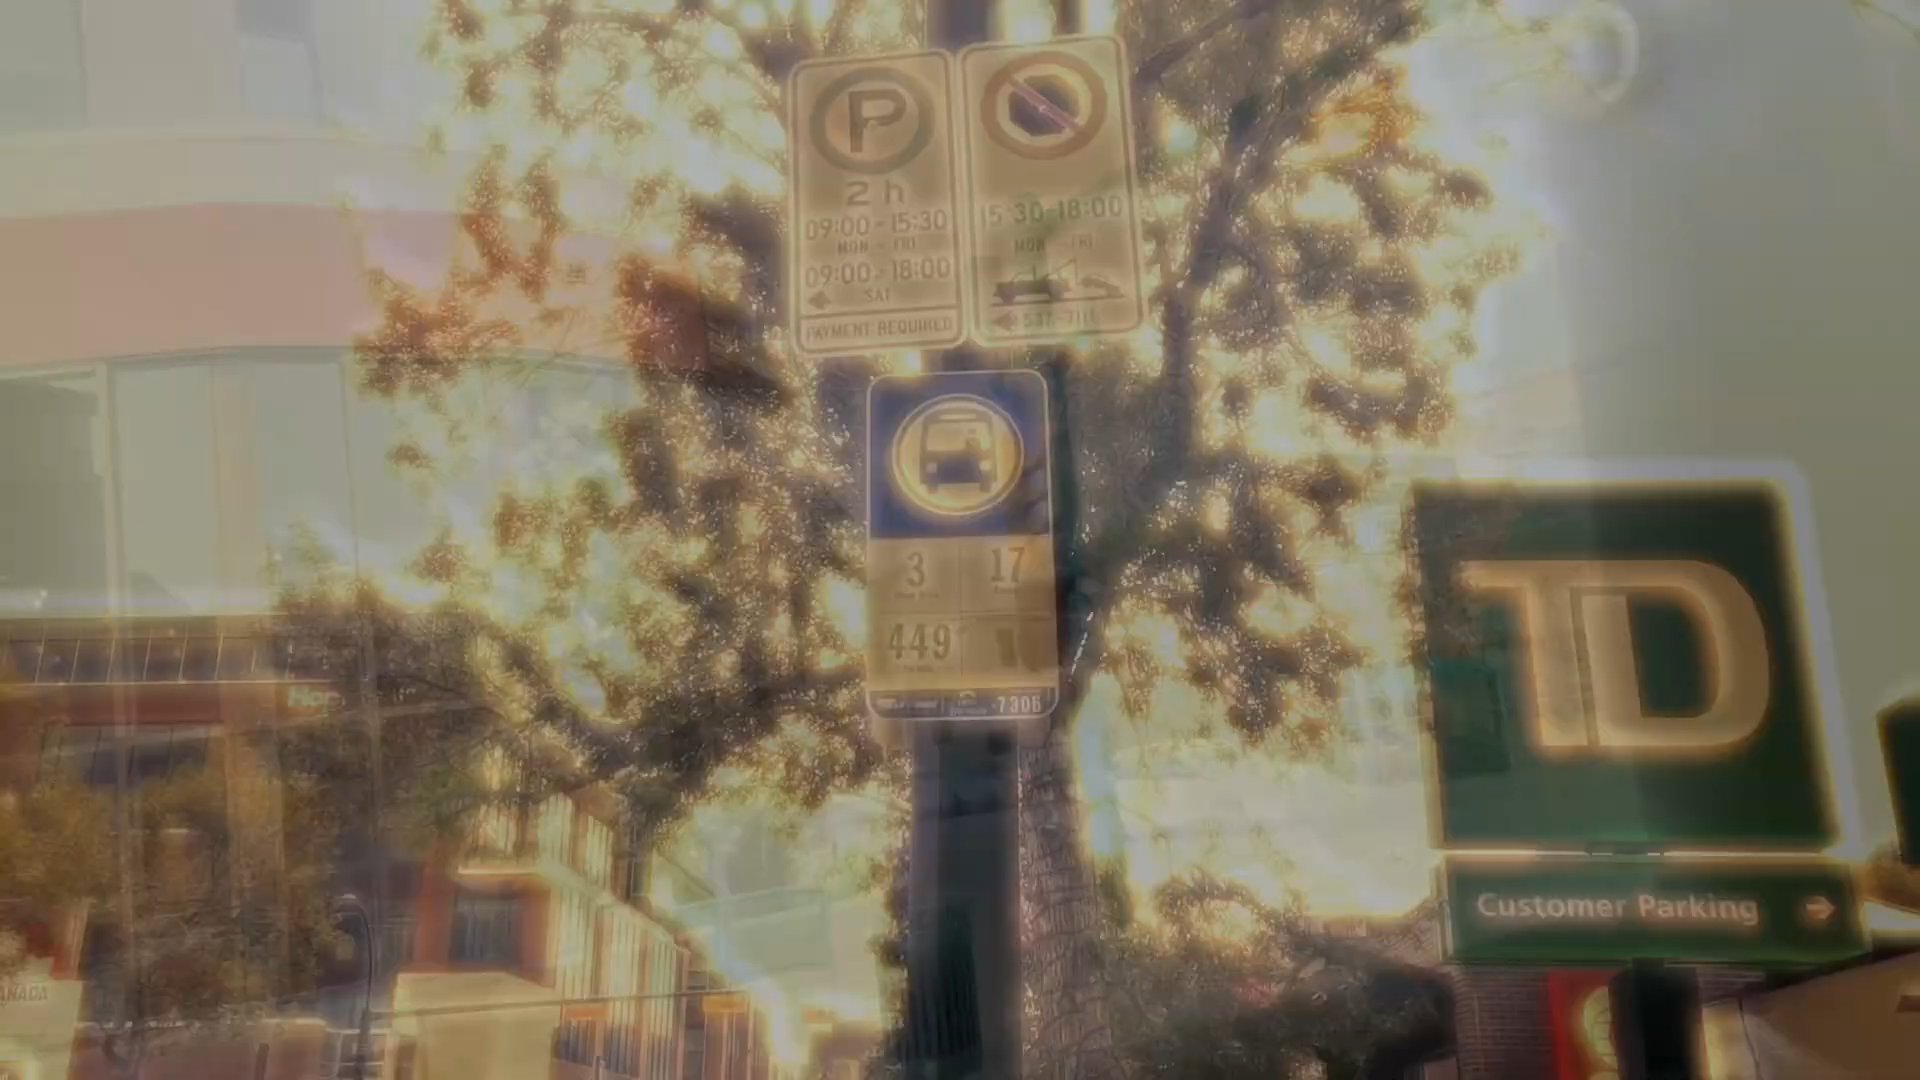 P
2 h
09:00 - 15:30
MON - FRI
09:00 - 18:00
SAT
PAYMENT REQUIRED
15 30-18:00
MON FRI
3
17
449
7306
TD
Customer Parking